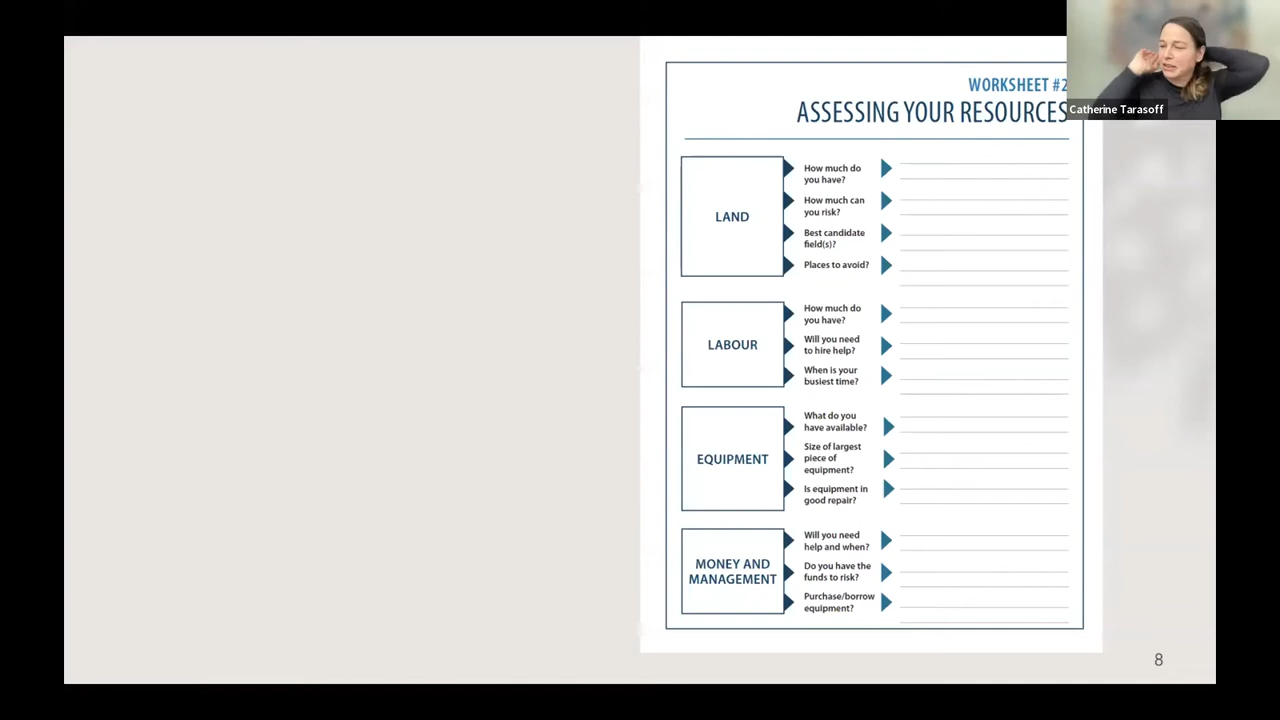 WORKSHEET #2
ASSESSING YOUR RESOURCES
Catherine Tarasoff
LAND
How much do
you have?
How much can
you risk?
Best candidate
field(s)?
Places to avoid?
LABOUR
How much do
you have?
Will you need
to hire help?
When is your
busiest time?
EQUIPMENT
What do you
have available?
Size of largest
piece of
equipment?
Is equipment in
good repair?
MONEY AND
MANAGEMENT
Will you need
help and when?
Do you have the
funds to risk?
Purchase/borrow
equipment?
8